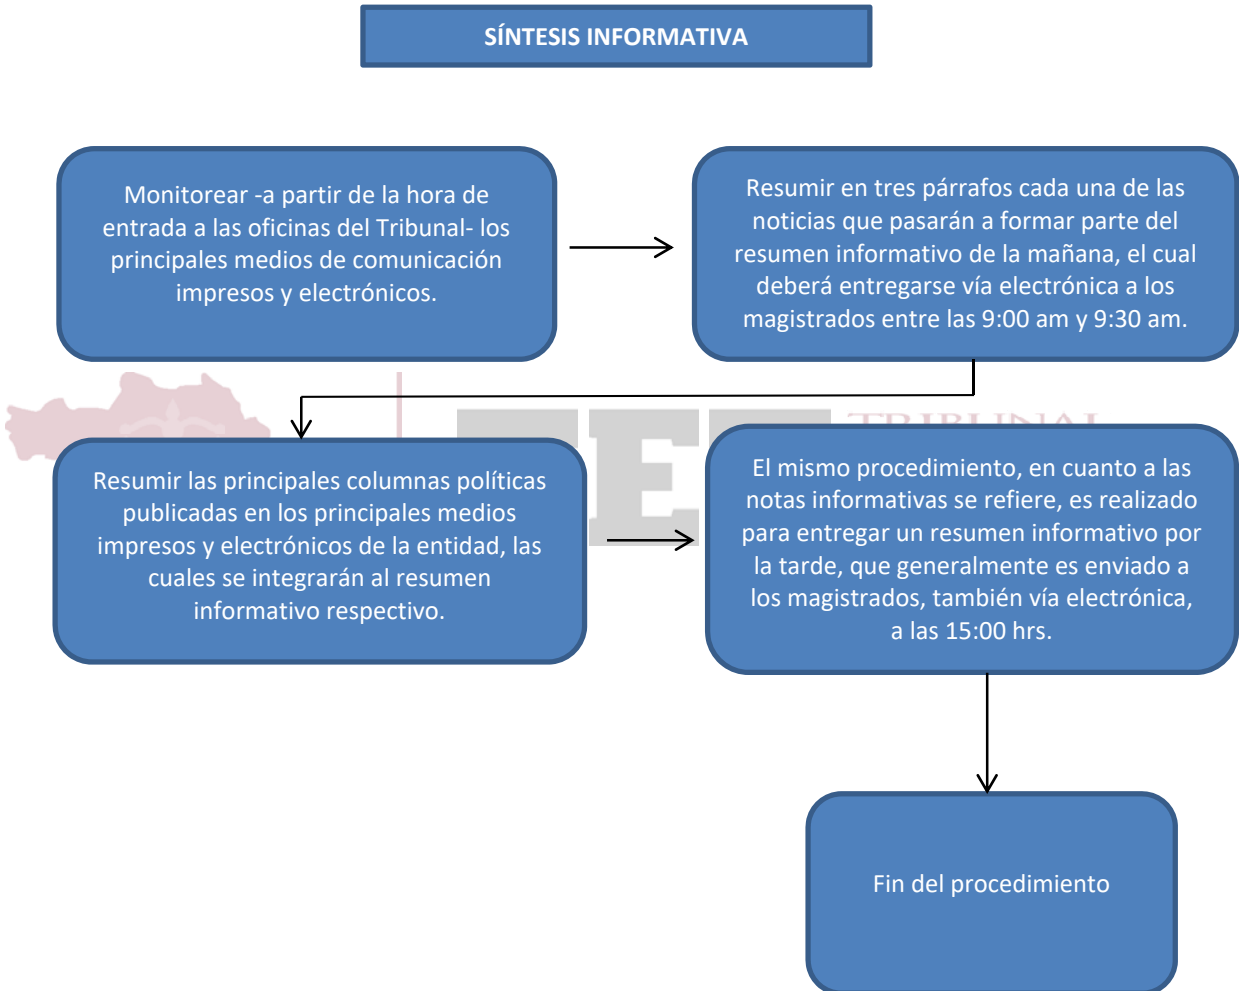 SÍNTESIS INFORMATIVA
Monitorear -a partir de la hora de
entrada a las oficinas del Tribunal- los
principales medios de comunicación
impresos y electrónicos.
Resumir en tres párrafos cada una de las
noticias que pasarán a formar parte del
resumen informativo de la mañana, el cual
deberá entregarse vía electrónica a los
magistrados entre las 9:00 am y 9:30 am.
TRIBUNAL
E
Resumir las principales columnas políticas
publicadas en los principales medios
impresos y electrónicos de la entidad, las
cuales se integrarán al resumen
informativo respectivo.
El mismo procedimiento, en cuanto a las
notas informativas se refiere, es realizado
para entregar un resumen informativo por
la tarde, que generalmente es enviado a
los magistrados, también vía electrónica,
a las 15:00 hrs.
Fin del procedimiento